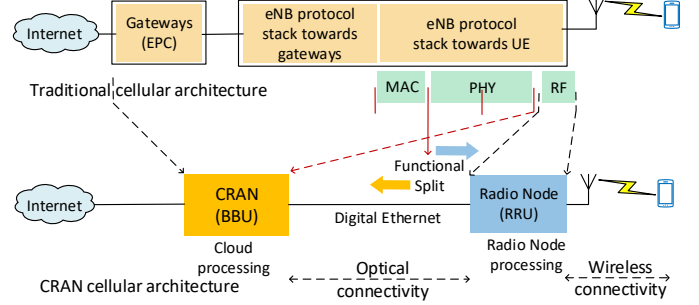 Internet
Gateways
(EPC)
eNB protocol
stack towards
gateways
eNB protocol
stack towards UE
Traditional cellular architecture
MAC
PHY
RF
Functional
Split
Internet
CRAN
(BBU)
Digital Ethernet
Radio Node
(RRU)
Cloud
processing
Radio Node
processing
CRAN cellular architecture
Optical
connectivity
Wireless
connectivity